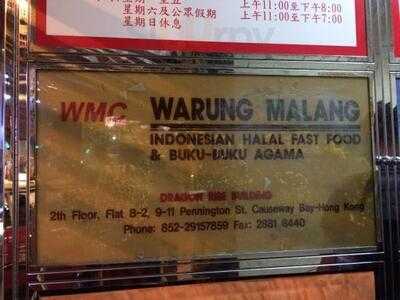 星期六及公眾假期 上午11:00至下午8:00
星期日休息 上午11:00至下午7:00
WMC WARUNG MALANG
INDONESIAN HALAL FAST FOOD
& BUKU-BUKU AGAMA
DRAGON RISE BUILDING
2th Floor, Flat B-2, 9-11 Pennington St. Causeway Bay-Hong Kong
Phone: 852-29157859 Fax: 2881 6440